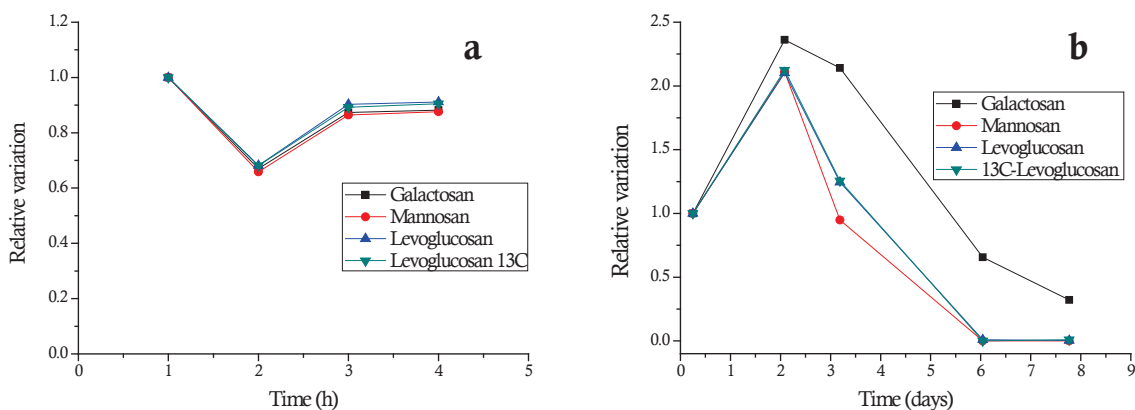 a
1.2
1.0
0.8
0.6
0.4
0.2
0.0
Relative variation
Galactosan
Mannosan
Levoglucosan
Levoglucosan 13C
0 1 2 3 4 5
Time (h)
b
2.5
2.0
1.5
1.0
0.5
0.0
Relative variation
Galactosan
Mannosan
Levoglucosan
13C-Levoglucosan
0 1 2 3 4 5 6 7 8 9
Time (days)